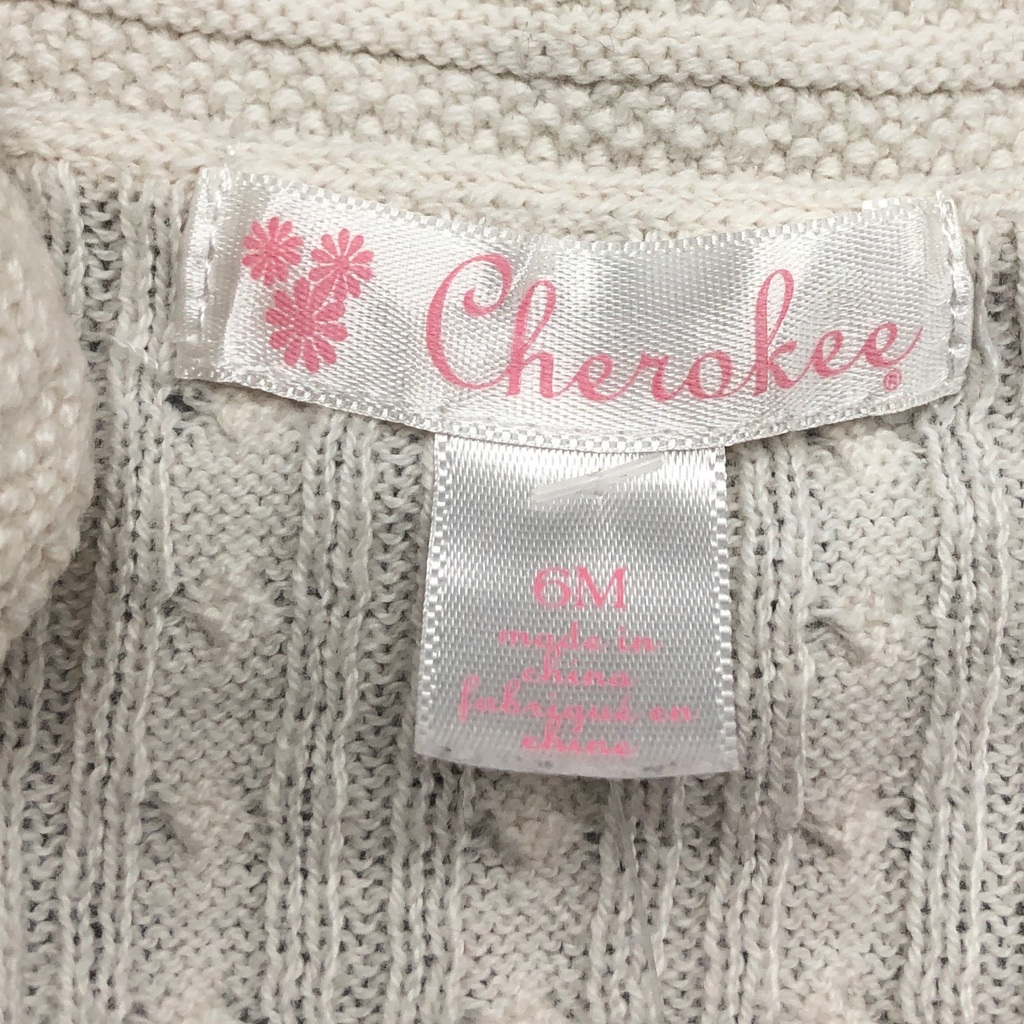 Cherokee®
6M
made in
china
fabriqué en
chine